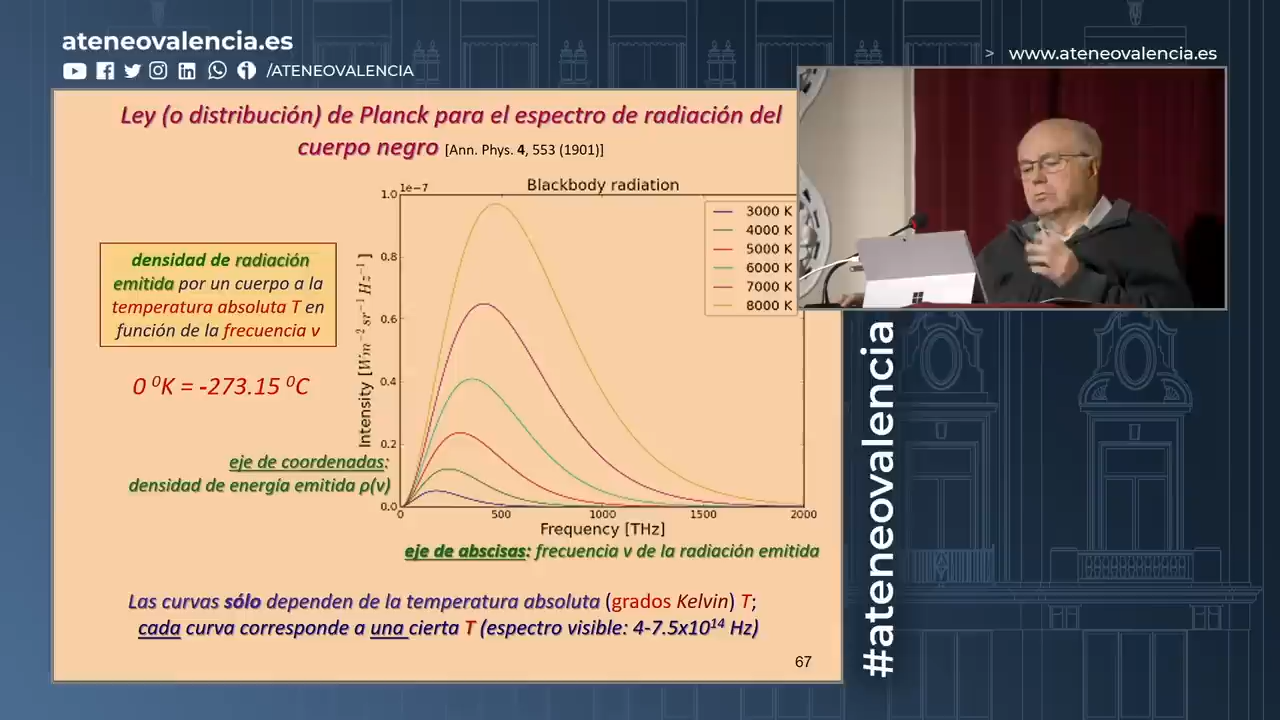 ateneovalencia.es
/ATENEOVALENCIA
> www.ateneovalencia.es
Ley (o distribución) de Planck para el espectro de radiación del
cuerpo negro [Ann. Phys. 4, 553 (1901)]
densidad de radiación
emitida por un cuerpo a la
temperatura absoluta T en
función de la frecuencia ν
0 ⁰K = -273.15 ⁰C
eje de coordenadas:
densidad de energía emitida ρ(ν)
Blackbody radiation
1e−7
1.0
0.8
0.6
0.4
0.2
0.0
Intensity [Wm⁻² sr⁻¹ Hz⁻¹]
3000 K
4000 K
5000 K
6000 K
7000 K
8000 K
0 500 1000 1500 2000
Frequency [THz]
eje de abscisas: frecuencia ν de la radiación emitida
Las curvas sólo dependen de la temperatura absoluta (grados Kelvin) T;
cada curva corresponde a una cierta T (espectro visible: 4-7.5x10¹⁴ Hz)
67
#ateneovalencia